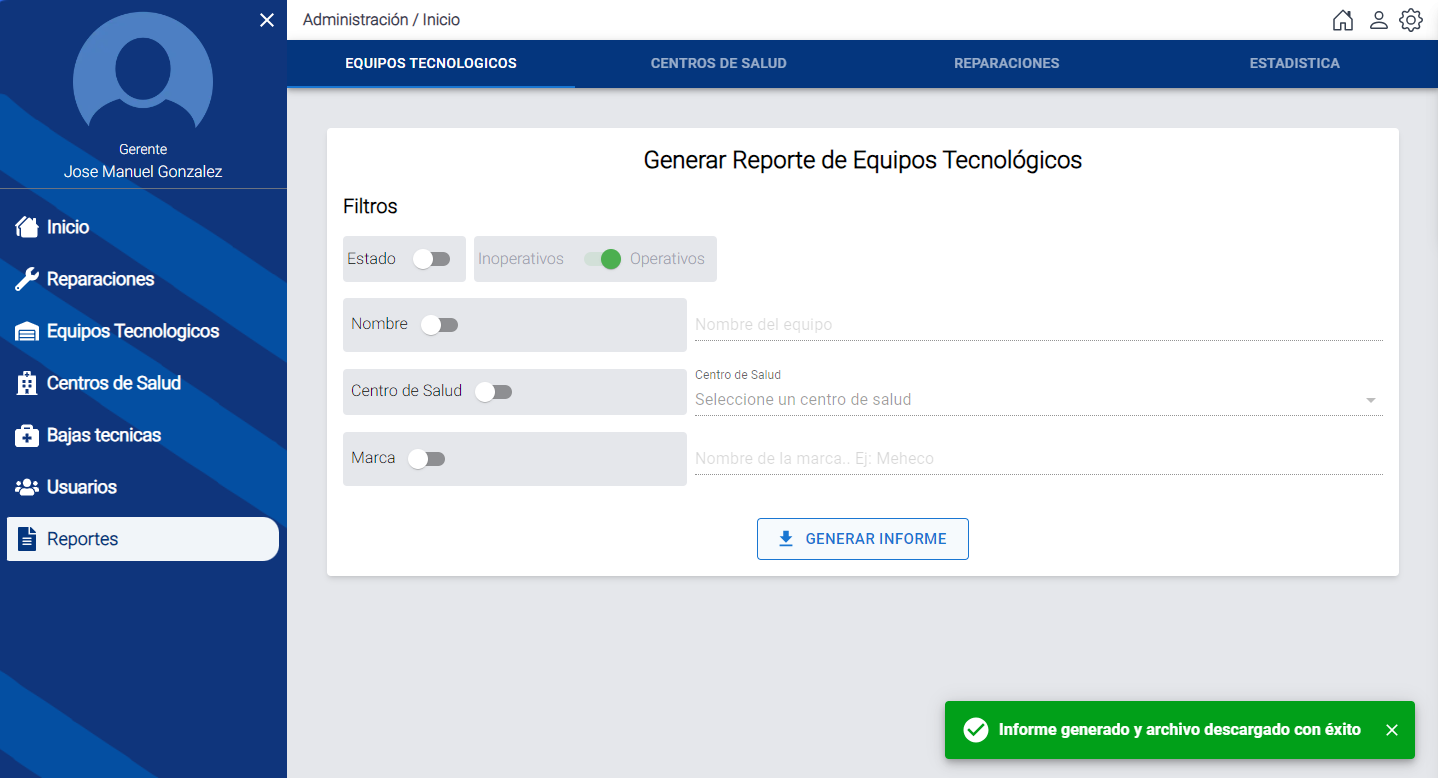 Gerente
Jose Manuel Gonzalez
Inicio
Reparaciones
Equipos Tecnologicos
Centros de Salud
Bajas tecnicas
Usuarios
Reportes
Administración / Inicio
EQUIPOS TECNOLOGICOS CENTROS DE SALUD REPARACIONES ESTADISTICA
Generar Reporte de Equipos Tecnológicos
Filtros
Estado Inoperativos Operativos
Nombre Nombre del equipo
Centro de Salud
Centro de Salud
Seleccione un centro de salud
Marca Nombre de la marca.. Ej: Meheco
GENERAR INFORME
Informe generado y archivo descargado con éxito